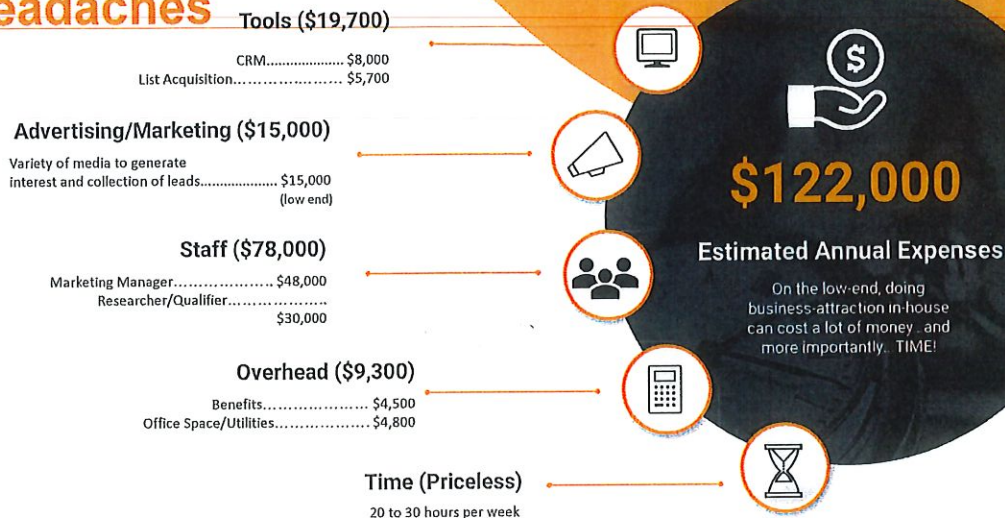 eadaches
Tools ($19,700)
CRM.................... $8,000
List Acquisition...................... $5,700
Advertising/Marketing ($15,000)
Variety of media to generate
interest and collection of leads................... $15,000
(low end)
Staff ($78,000)
Marketing Manager.................... $48,000
Researcher/Qualifier....................
$30,000
Overhead ($9,300)
Benefits...................... $4,500
Office Space/Utilities................... $4,800
Time (Priceless)
20 to 30 hours per week
$
$122,000
Estimated Annual Expenses
On the low-end, doing
business-attraction in-house
can cost a lot of money.. and
more importantly.. TIME!